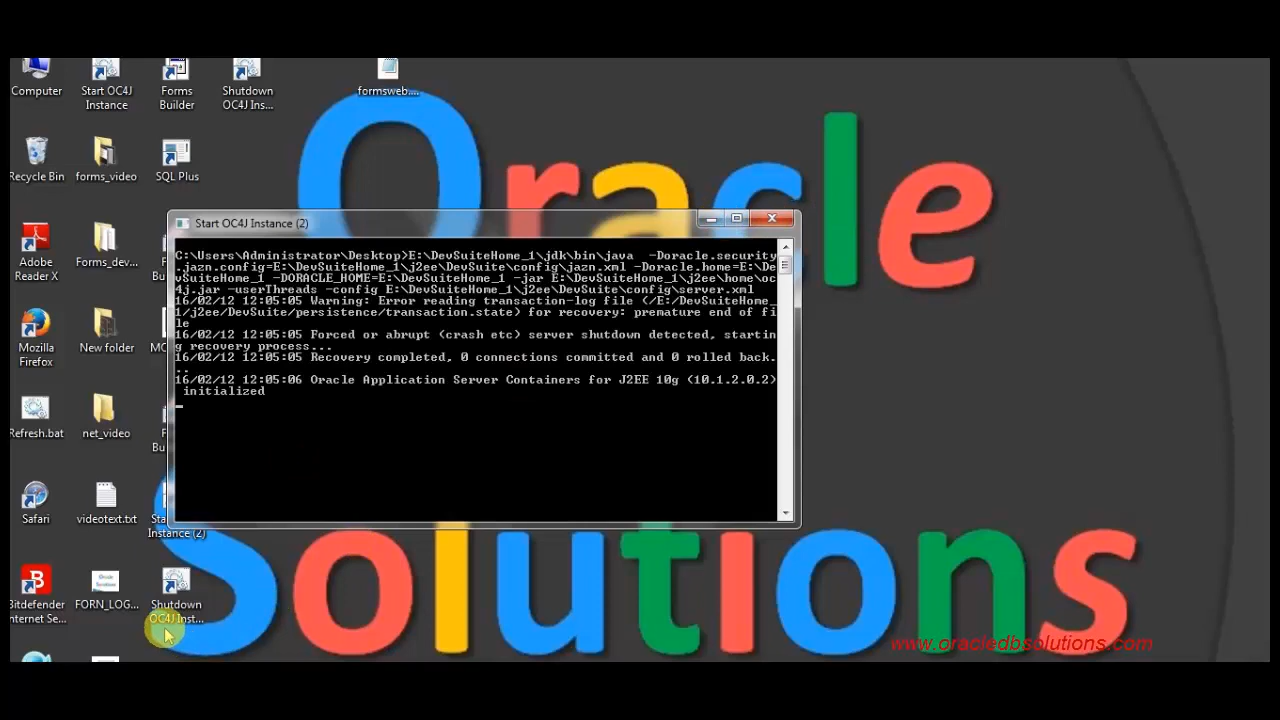 Computer
Start OC4J
Instance
Forms
Builder
Shutdown
OC4J Ins...
formsweb....
Oracle
Recycle Bin
forms_video
SQL Plus
Start OC4J Instance (2)
C:\Users\Administrator\Desktop>E:\DevSuiteHome_1\jdk\bin\java -Doracle.security
.jazn.config=E:\DevSuiteHome_1\j2ee\DevSuite\config\jazn.xml -Doracle.home=E:\De
vSuiteHome_1 -DORACLE_HOME=E:\DevSuiteHome_1 -jar E:\DevSuiteHome_1\j2ee\home\oc
4j.jar -userThreads -config E:\DevSuiteHome_1\j2ee\DevSuite\config\server.xml
16/02/12 12:05:05 Warning: Error reading transaction-log file (/E:/DevSuiteHome_
1/j2ee/DevSuite/persistence/transaction.state) for recovery: premature end of fi
le
16/02/12 12:05:05 Forced or abrupt (crash etc) server shutdown detected, startin
g recovery process...
16/02/12 12:05:05 Recovery completed, 0 connections committed and 0 rolled back.
..
16/02/12 12:05:06 Oracle Application Server Containers for J2EE 10g (10.1.2.0.2)
initialized
Adobe
Reader X
Forms_dev...
Mozilla
Firefox
New folder
Refresh.bat
net_video
Safari
videotext.txt
Instance (2)
Solutions
Bitdefender
Internet Se...
FORN_LOG...
Shutdown
OC4J Inst...
www.oracledbsolutions.com